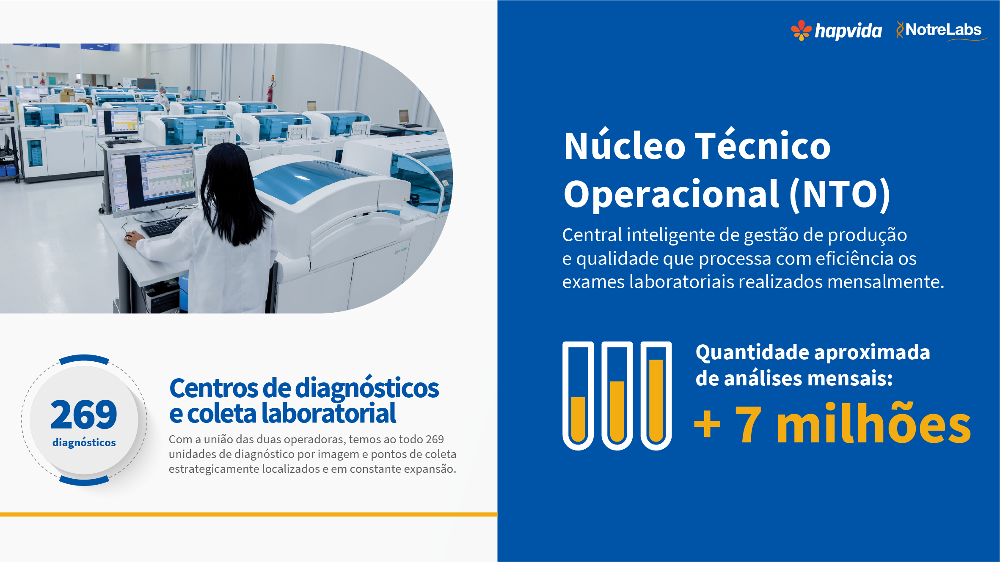 hapvida NotreLabs
Núcleo Técnico
Operacional (NTO)
Central inteligente de gestão de produção
e qualidade que processa com eficiência os
exames laboratoriais realizados mensalmente.
Quantidade aproximada
de análises mensais:
+ 7 milhões
269
diagnósticos
Centros de diagnósticos
e coleta laboratorial
Com a união das duas operadoras, temos ao todo 269
unidades de diagnóstico por imagem e pontos de coleta
estrategicamente localizados e em constante expansão.